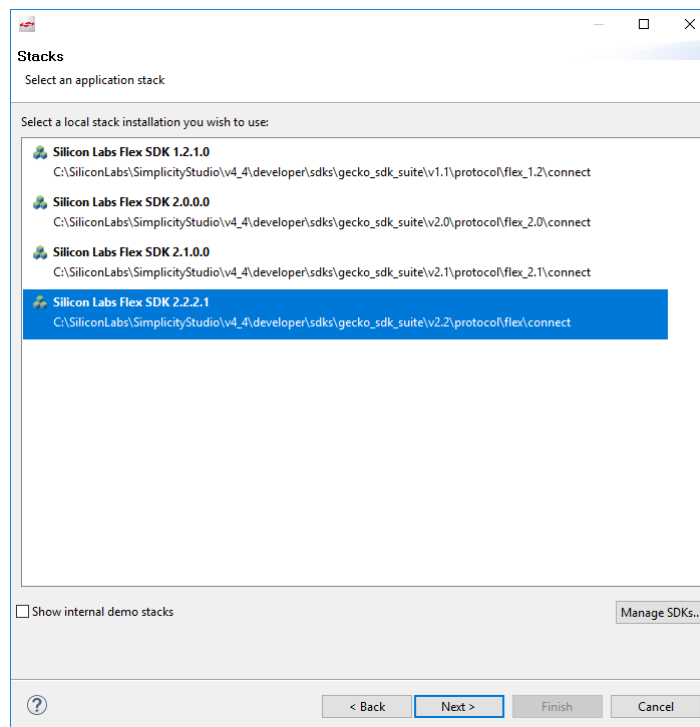 Stacks
Select an application stack
Select a local stack installation you wish to use:
Silicon Labs Flex SDK 1.2.1.0
C:\SiliconLabs\SimplicityStudio\v4_4\developer\sdks\gecko_sdk_suite\v1.1\protocol\flex_1.2\connect
Silicon Labs Flex SDK 2.0.0.0
C:\SiliconLabs\SimplicityStudio\v4_4\developer\sdks\gecko_sdk_suite\v2.0\protocol\flex_2.0\connect
Silicon Labs Flex SDK 2.1.0.0
C:\SiliconLabs\SimplicityStudio\v4_4\developer\sdks\gecko_sdk_suite\v2.1\protocol\flex_2.1\connect
Silicon Labs Flex SDK 2.2.2.1
C:\SiliconLabs\SimplicityStudio\v4_4\developer\sdks\gecko_sdk_suite\v2.2\protocol\flex\connect
Show internal demo stacks
Manage SDKs..
? < Back Next > Finish Cancel